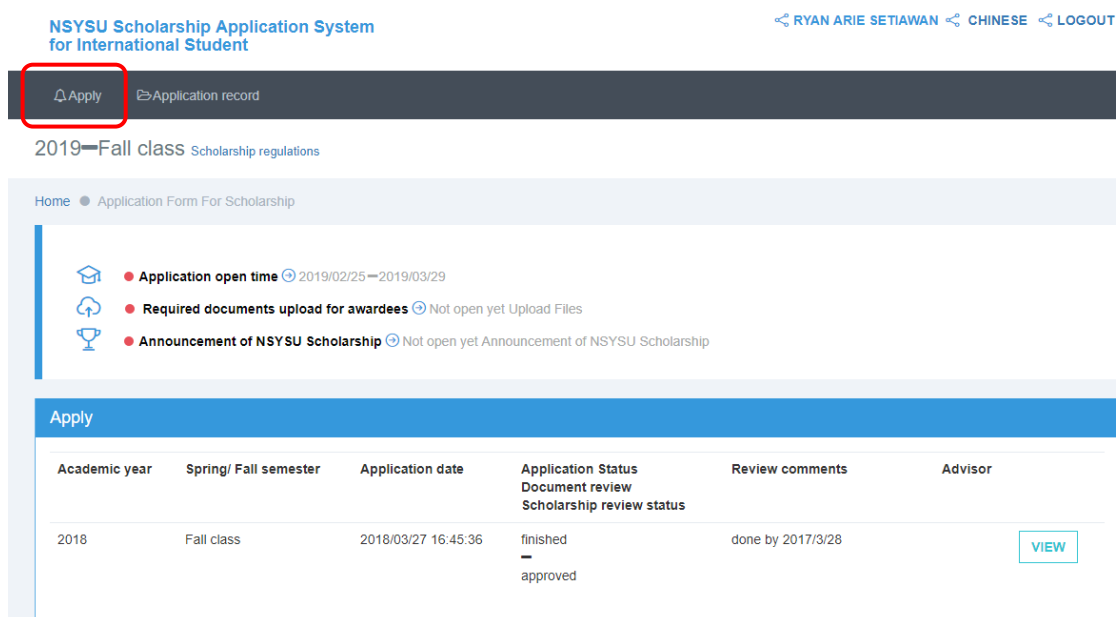 NSYSU Scholarship Application System
for International Student
RYAN ARIE SETIAWAN CHINESE LOGOUT
Apply Application record
2019━Fall class Scholarship regulations
Home Application Form For Scholarship
Application open time 2019/02/25━2019/03/29
Required documents upload for awardees Not open yet Upload Files
Announcement of NSYSU Scholarship Not open yet Announcement of NSYSU Scholarship
Apply
Academic year Spring/ Fall semester Application date Application Status Review comments Advisor
Document review
Scholarship review status
2018 Fall class 2018/03/27 16:45:36 finished done by 2017/3/28 VIEW
━
approved